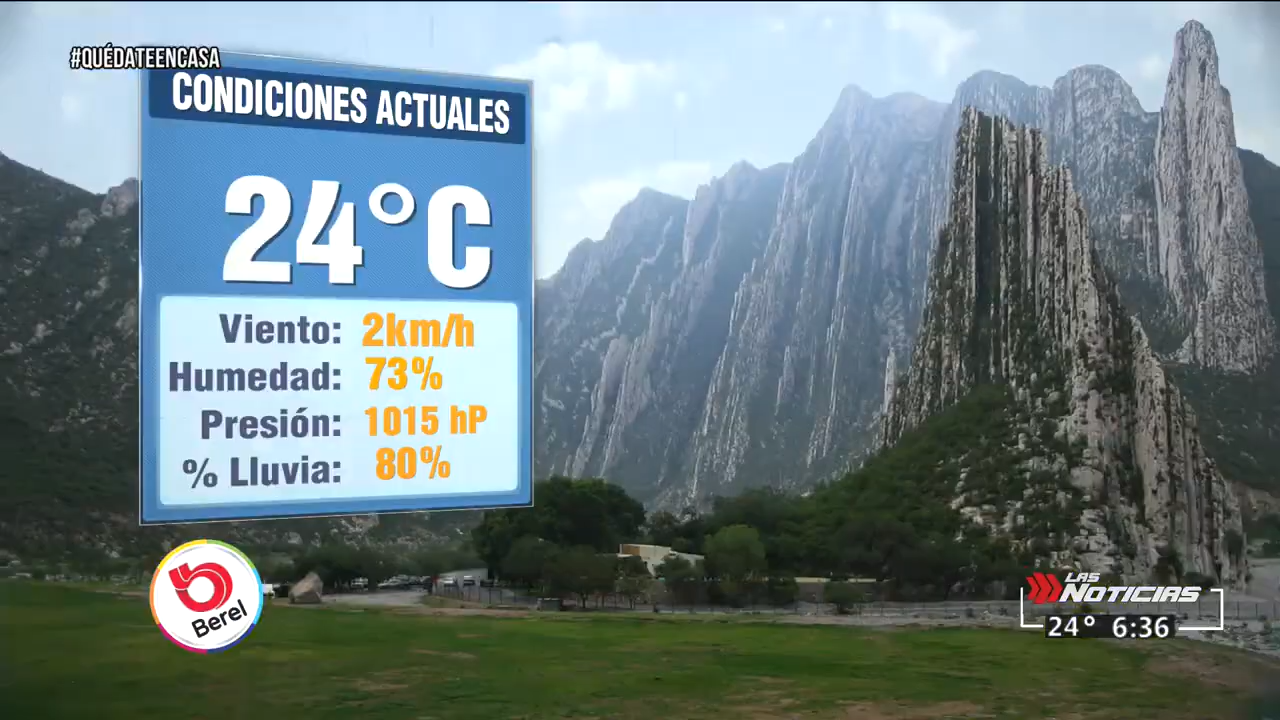 #QUÉDATEENCASA
CONDICIONES ACTUALES
24°C
Viento: 2km/h
Humedad: 73%
Presión: 1015 hP
% Lluvia: 80%
Berel
LAS
NOTICIAS
24° 6:36